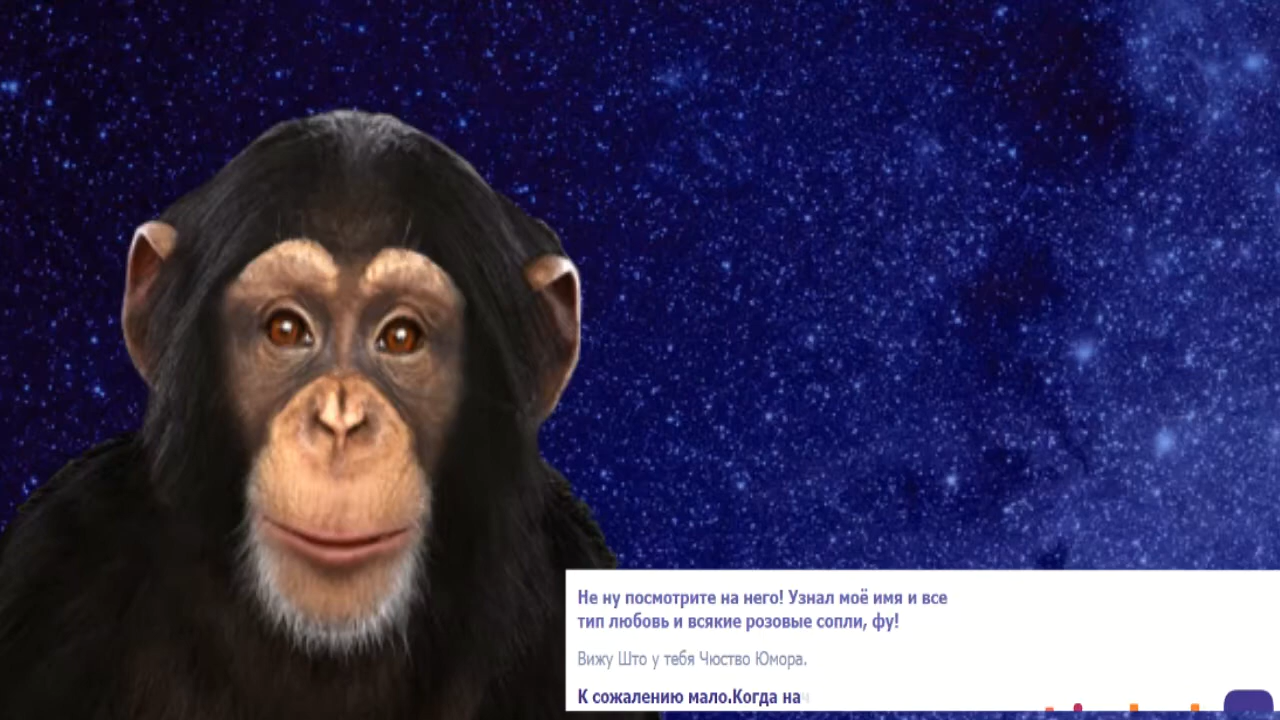 Не ну посмотрите на него! Узнал моё имя и все
тип любовь и всякие розовые сопли, фу!
Вижу Што у тебя Чюство Юмора.
К сожалению мало.Когда нач